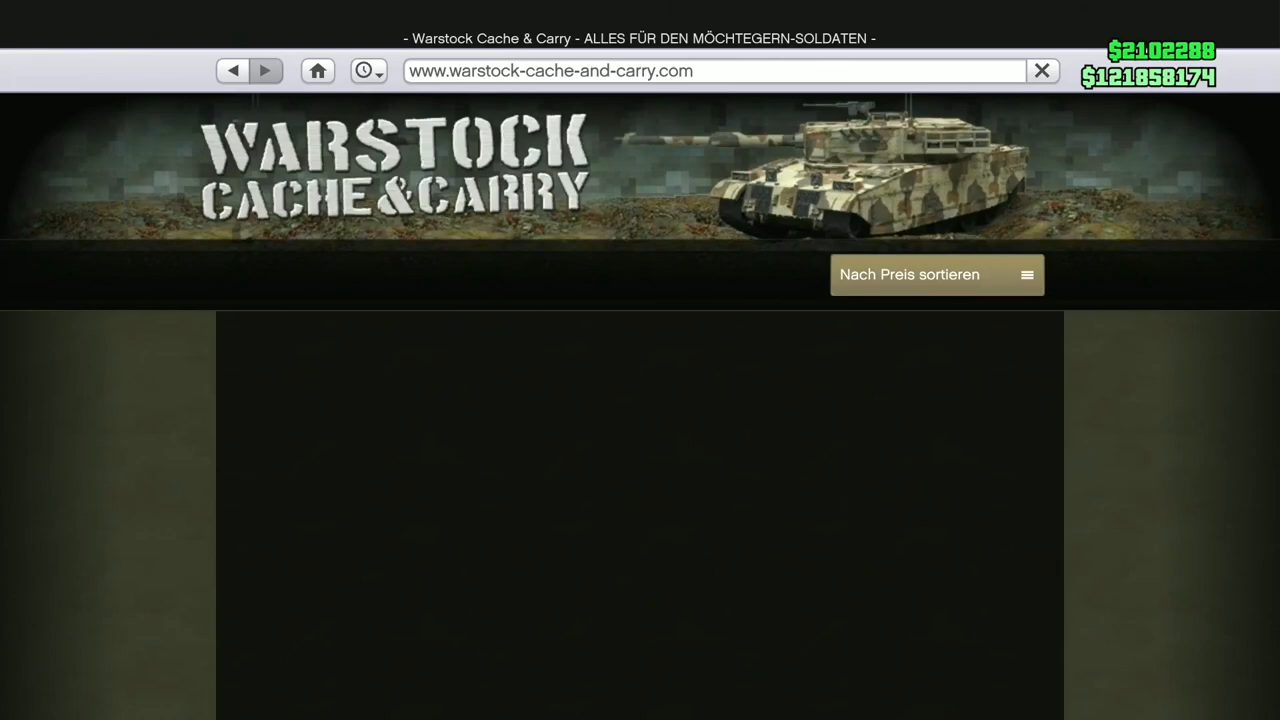 - Warstock Cache & Carry - ALLES FÜR DEN MÖCHTEGERN-SOLDATEN -
$2102288
www.warstock-cache-and-carry.com
$121858174
WARSTOCK
CACHE&CARRY
Nach Preis sortieren